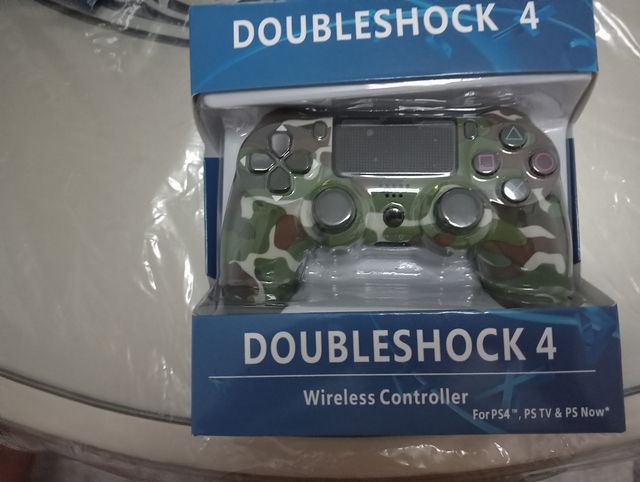 DOUBLESHOCK 4
DOUBLESHOCK 4
Wireless Controller
For PS4™, PS TV & PS Now*